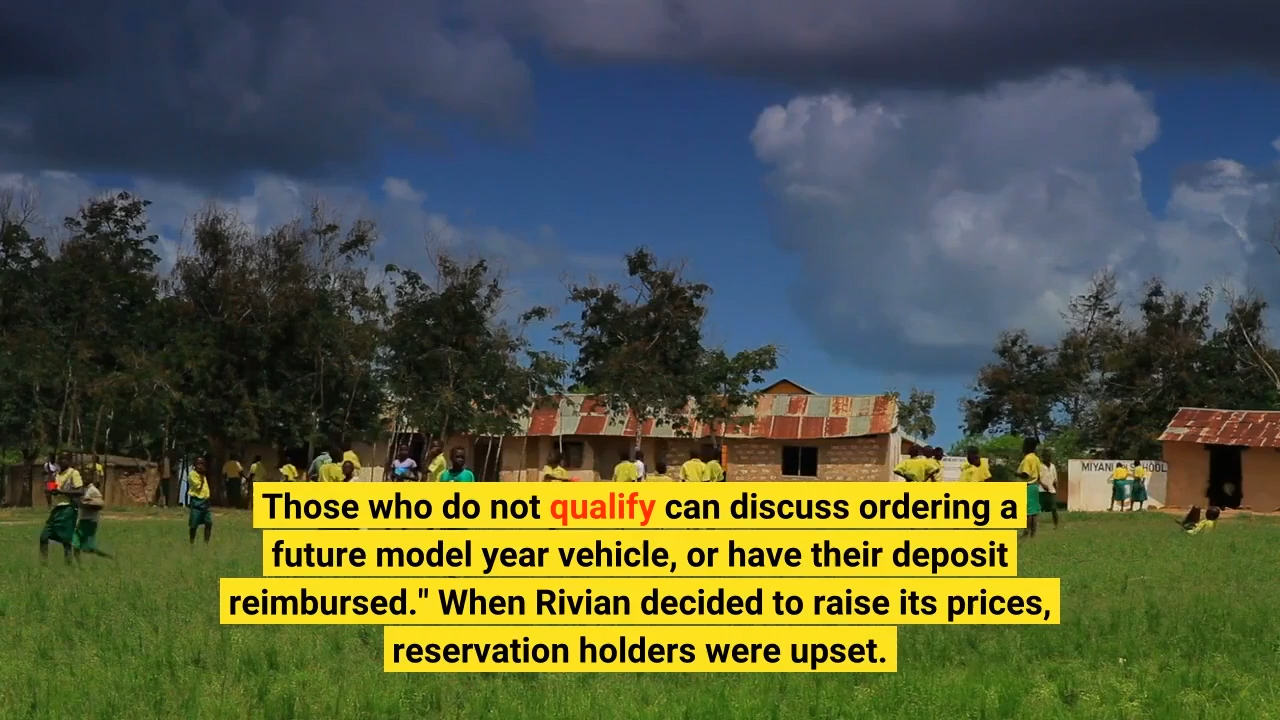 MIYANI
SCHOOL
Those who do not qualify can discuss ordering a
future model year vehicle, or have their deposit
reimbursed." When Rivian decided to raise its prices,
reservation holders were upset.